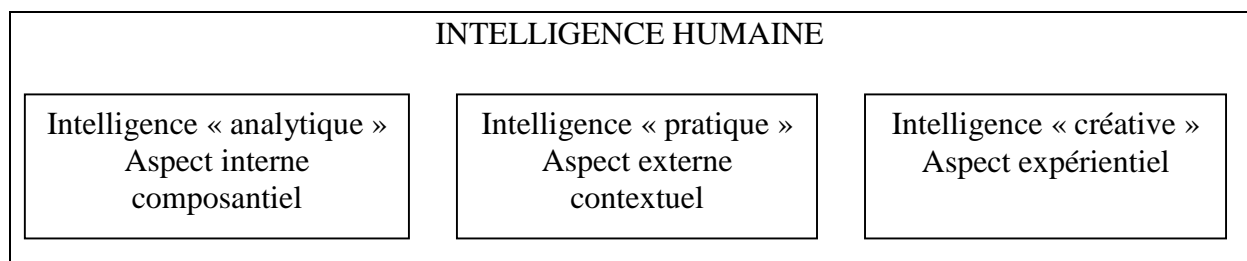 INTELLIGENCE HUMAINE
Intelligence « analytique »
Aspect interne
composantiel
Intelligence « pratique »
Aspect externe
contextuel
Intelligence « créative »
Aspect expérientiel